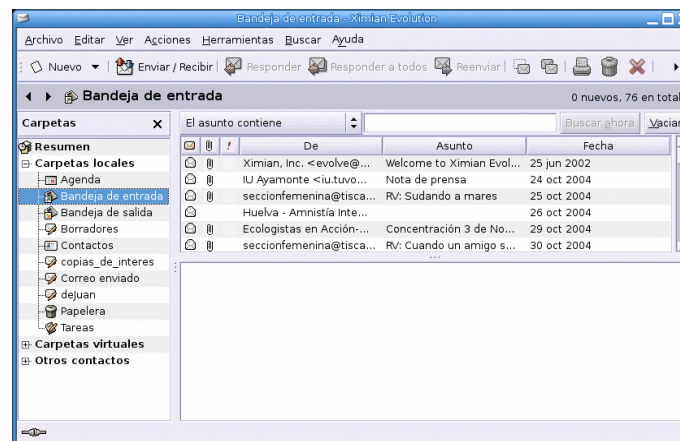 Bandeja de entrada - Ximian Evolution
Archivo Editar Ver Acciones Herramientas Buscar Ayuda
Nuevo Enviar / Recibir Responder Responder a todos Reenviar
Bandeja de entrada 0 nuevos, 76 en total
Carpetas x El asunto contiene Buscar ahora Vaciar
Resumen
Carpetas locales
Agenda
Bandeja de entrada
Bandeja de salida
Borradores
Contactos
copias_de_interes
Correo enviado
deJuan
Papelera
Tareas
Carpetas virtuales
Otros contactos
! De Asunto Fecha
Ximian, Inc. <evolve@... Welcome to Ximian Evol... 25 jun 2002
IU Ayamonte <iu.tuvo... Nota de prensa 24 oct 2004
seccionfemenina@tisca... RV: Sudando a mares 25 oct 2004
Huelva - Amnistía Inte... 26 oct 2004
Ecologistas en Acción-... Concentración 3 de No... 29 oct 2004
seccionfemenina@tisca... RV: Cuando un amigo s... 30 oct 2004